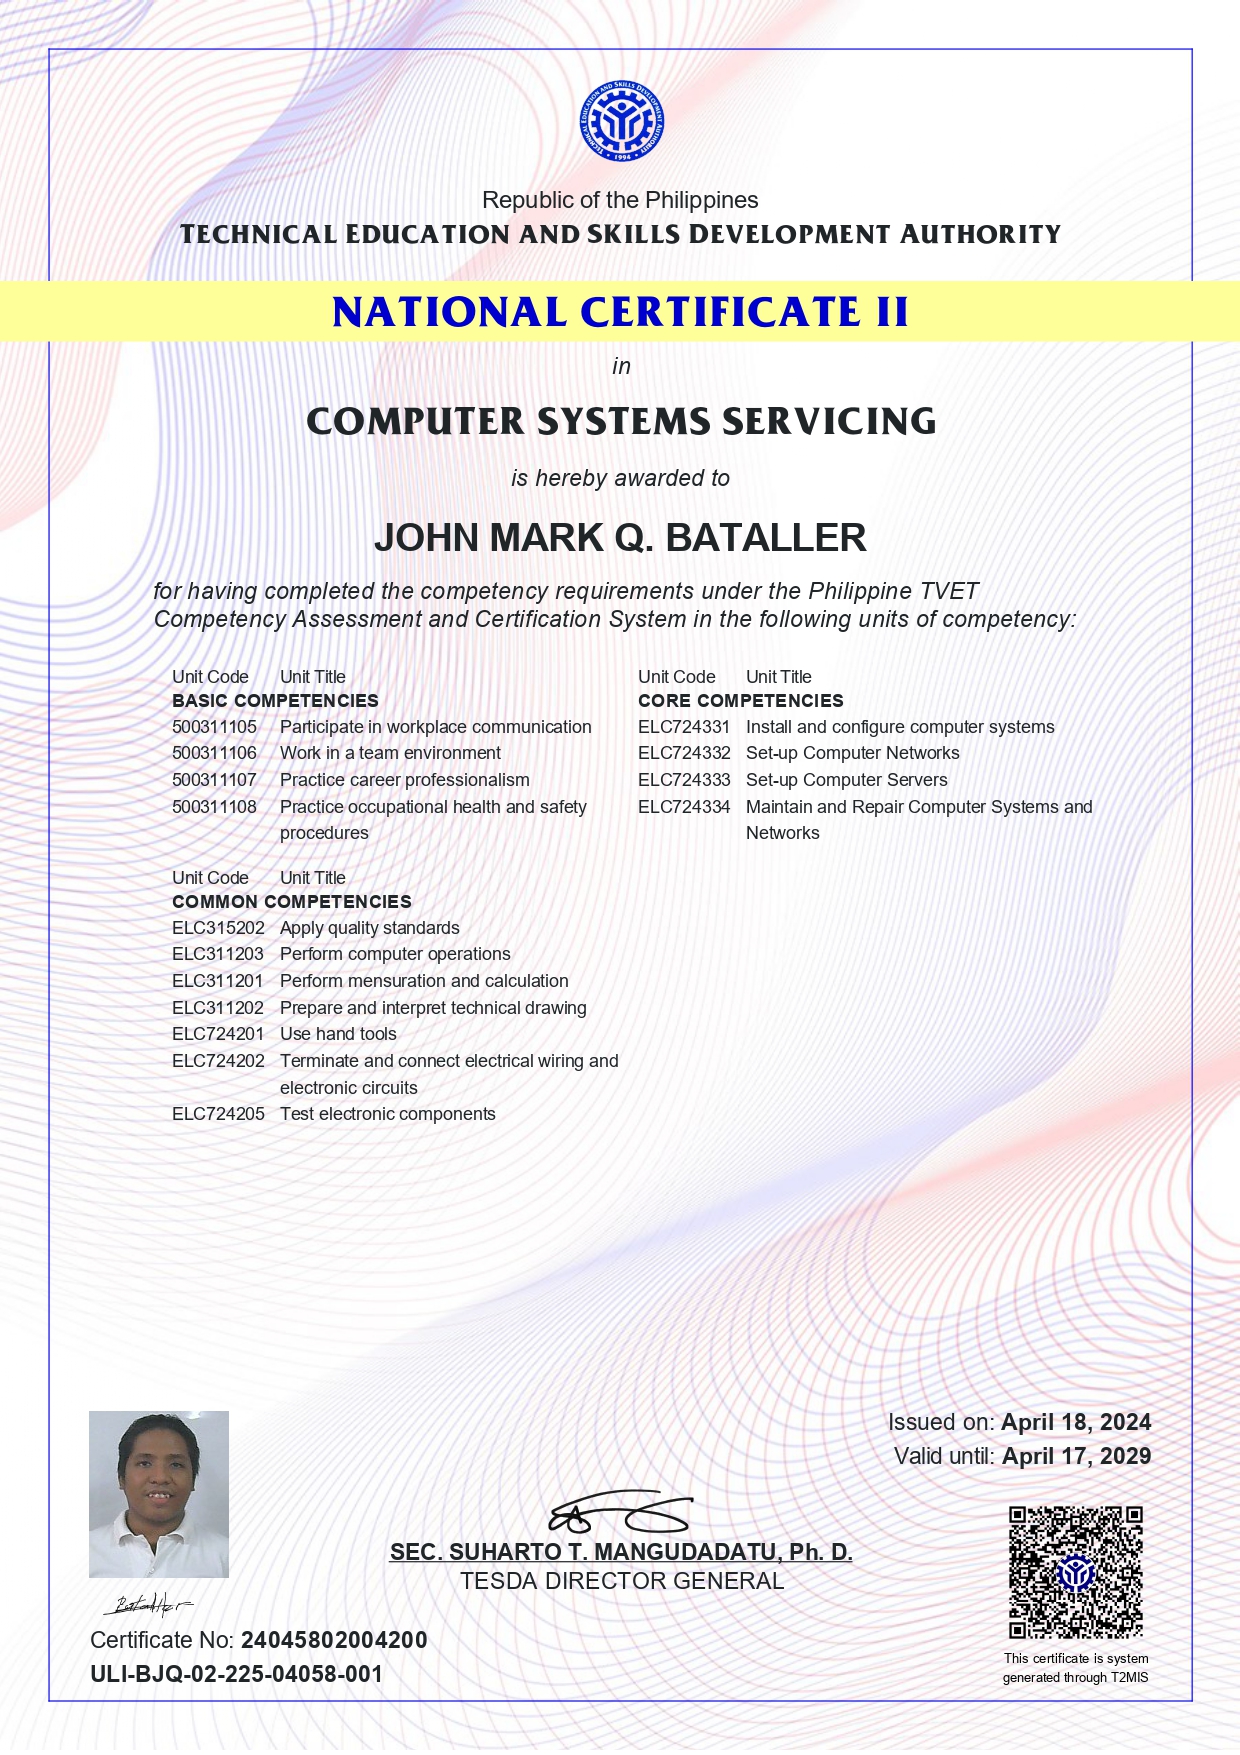 TECHNICAL EDUCATION AND SKILLS DEVELOPMENT AUTHORITY
• 1994 •
Republic of the Philippines
TECHNICAL EDUCATION AND SKILLS DEVELOPMENT AUTHORITY
NATIONAL CERTIFICATE II
in
COMPUTER SYSTEMS SERVICING
is hereby awarded to
JOHN MARK Q. BATALLER
for having completed the competency requirements under the Philippine TVET
Competency Assessment and Certification System in the following units of competency:
Unit Code Unit Title
BASIC COMPETENCIES
500311105 Participate in workplace communication
500311106 Work in a team environment
500311107 Practice career professionalism
500311108 Practice occupational health and safety
procedures
Unit Code Unit Title
COMMON COMPETENCIES
ELC315202 Apply quality standards
ELC311203 Perform computer operations
ELC311201 Perform mensuration and calculation
ELC311202 Prepare and interpret technical drawing
ELC724201 Use hand tools
ELC724202 Terminate and connect electrical wiring and
electronic circuits
ELC724205 Test electronic components
Unit Code Unit Title
CORE COMPETENCIES
ELC724331 Install and configure computer systems
ELC724332 Set-up Computer Networks
ELC724333 Set-up Computer Servers
ELC724334 Maintain and Repair Computer Systems and
Networks
Issued on: April 18, 2024
Valid until: April 17, 2029
SEC. SUHARTO T. MANGUDADATU, Ph. D.
TESDA DIRECTOR GENERAL
Certificate No: 24045802004200
ULI-BJQ-02-225-04058-001
This certificate is system
generated through T2MIS